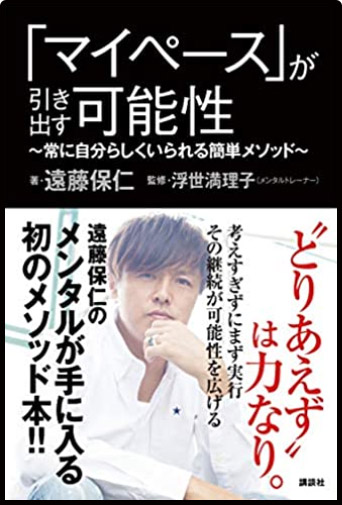 「マイペース」が
引き出す可能性
～常に自分らしくいられる簡単メソッド～
著・遠藤保仁 監修・浮世満理子（メンタルトレーナー）
“とりあえず”
は力なり。
考えすぎずにまず実行
その継続が可能性を広げる
遠藤保仁の
メンタルが手に入る
初のメソッド本!!
講談社